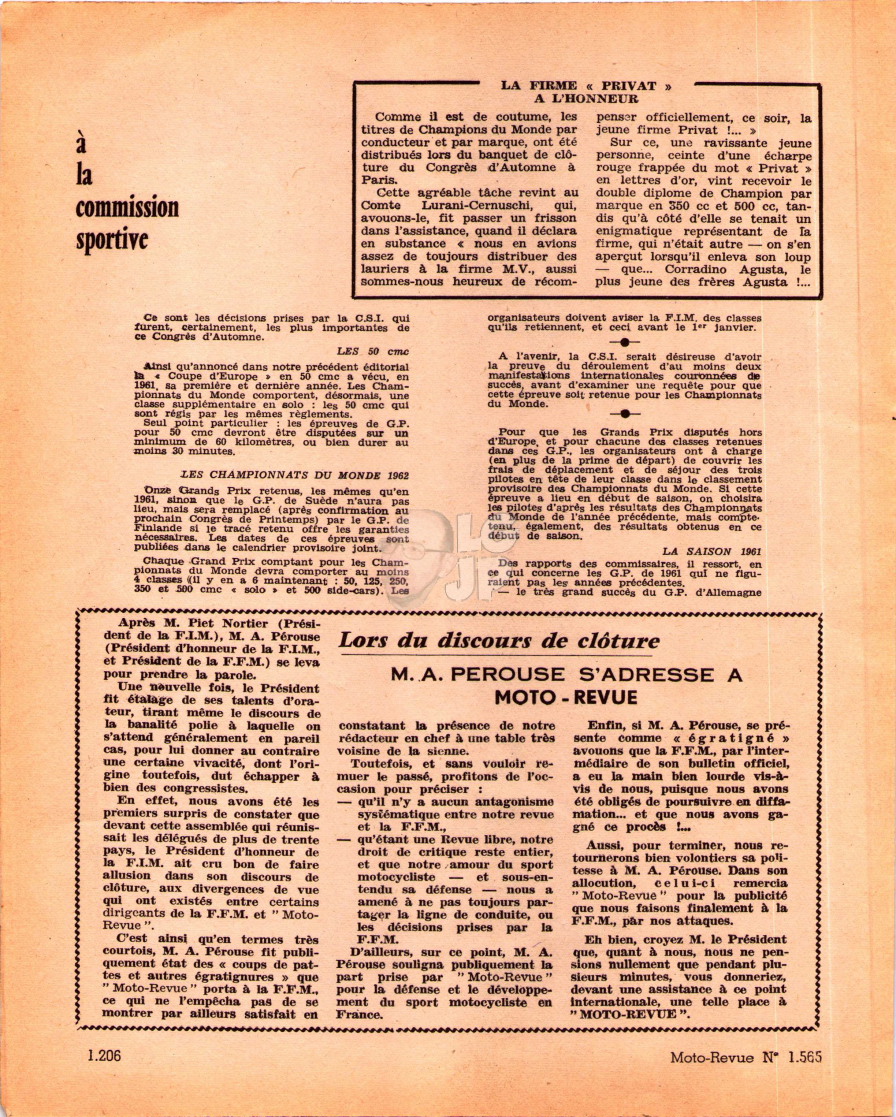 à
la
commission
sportive
LA FIRME « PRIVAT »
A L'HONNEUR
Comme il est de coutume, les
titres de Champions du Monde par
conducteur et par marque, ont été
distribués lors du banquet de clô-
ture du Congrès d'Automne à
Paris.
Cette agréable tâche revint au
Comte Lurani-Cernuschi, qui,
avouons-le, fit passer un frisson
dans l'assistance, quand il déclara
en substance « nous en avions
assez de toujours distribuer des
lauriers à la firme M.V., aussi
sommes-nous heureux de récom-
penser officiellement, ce soir, la
jeune firme Privat !... »
Sur ce, une ravissante jeune
personne, ceinte d'une écharpe
rouge frappée du mot « Privat »
en lettres d'or, vint recevoir le
double diplome de Champion par
marque en 350 cc et 500 cc, tan-
dis qu'à côté d'elle se tenait un
enigmatique représentant de la
firme, qui n'était autre — on s'en
aperçut lorsqu'il enleva son loup
— que... Corradino Agusta, le
plus jeune des frères Agusta !...
Ce sont les décisions prises par la C.S.I. qui
furent, certainement, les plus importantes de
ce Congrès d'Automne.
LES 50 cmc
Ainsi qu'annoncé dans notre précédent éditorial
la « Coupe d'Europe » en 50 cmc a vécu, en
1961, sa première et dernière année. Les Cham-
pionnats du Monde comportent, désormais, une
classe supplémentaire en solo : les 50 cmc qui
sont régis par les mêmes règlements.
Seul point particulier : les épreuves de G.P.
pour 50 cmc devront être disputées sur un
minimum de 60 kilomètres, ou bien durer au
moins 30 minutes.
LES CHAMPIONNATS DU MONDE 1962
Onze Grands Prix retenus, les mêmes qu'en
1961, sinon que le G.P. de Suède n'aura pas
lieu, mais sera remplacé (après confirmation au
prochain Congrès de Printemps) par le G.P. de
Finlande si le tracé retenu offre les garanties
nécessaires. Les dates de ces épreuves sont
publiées dans le calendrier provisoire joint.
Chaque Grand Prix comptant pour les Cham-
pionnats du Monde devra comporter au moins
4 classes (il y en a 6 maintenant : 50, 125, 250,
350 et 500 cmc « solo » et 500 side-cars). Les
organisateurs doivent aviser la F.I.M. des classes
qu'ils retiennent, et ceci avant le 1er janvier.
A l'avenir, la C.S.I. serait désireuse d'avoir
la preuve du déroulement d'au moins deux
manifestations internationales couronnées de
succès, avant d'examiner une requête pour que
cette épreuve soit retenue pour les Championnats
du Monde.
Pour que les Grands Prix disputés hors
d'Europe, et pour chacune des classes retenues
dans ces G.P., les organisateurs ont à charge
(en plus de la prime de départ) de couvrir les
frais de déplacement et de séjour des trois
pilotes en tête de leur classe dans le classement
provisoire des Championnats du Monde. Si cette
épreuve a lieu en début de saison, on choisira
les pilotes d'après les résultats des Championnats
du Monde de l'année précédente, mais compte-
tenu, également, des résultats obtenus en ce
début de saison.
LA SAISON 1961
Des rapports des commissaires, il ressort, en
ce qui concerne les G.P. de 1961 qui ne figu-
raient pas les années précédentes.
— le très grand succès du G.P. d'Allemagne
LO
JP
Lors du discours de clôture
M. A. PEROUSE S'ADRESSE A
MOTO - REVUE
Après M. Piet Nortier (Prési-
dent de la F.I.M.), M. A. Pérouse
(Président d'honneur de la F.I.M.,
et Président de la F.F.M.) se leva
pour prendre la parole.
Une nouvelle fois, le Président
fit étalage de ses talents d'ora-
teur, tirant même le discours de
la banalité polie à laquelle on
s'attend généralement en pareil
cas, pour lui donner au contraire
une certaine vivacité, dont l'ori-
gine toutefois, dut échapper à
bien des congressistes.
En effet, nous avons été les
premiers surpris de constater que
devant cette assemblée qui réunis-
sait les délégués de plus de trente
pays, le Président d'honneur de
la F.I.M. ait cru bon de faire
allusion dans son discours de
clôture, aux divergences de vue
qui ont existés entre certains
dirigeants de la F.F.M. et " Moto-
Revue ".
C'est ainsi qu'en termes très
courtois, M. A. Pérouse fit publi-
quement état des « coups de pat-
tes et autres égratignures » que
" Moto-Revue " porta à la F.F.M.,
ce qui ne l'empêcha pas de se
montrer par ailleurs satisfait en
constatant la présence de notre
rédacteur en chef à une table très
voisine de la sienne.
Toutefois, et sans vouloir re-
muer le passé, profitons de l'oc-
casion pour préciser :
— qu'il n'y a aucun antagonisme
systématique entre notre revue
et la F.F.M.,
— qu'étant une Revue libre, notre
droit de critique reste entier,
et que notre amour du sport
motocycliste — et sous-en-
tendu sa défense — nous a
amené à ne pas toujours par-
tager la ligne de conduite, ou
les décisions prises par la
F.F.M.
D'ailleurs, sur ce point, M. A.
Pérouse souligna publiquement la
part prise par " Moto-Revue "
pour la défense et le développe-
ment du sport motocycliste en
France.
Enfin, si M. A. Pérouse, se pré-
sente comme « égratigné »
avouons que la F.F.M., par l'inter-
médiaire de son bulletin officiel,
a eu la main bien lourde vis-à-
vis de nous, puisque nous avons
été obligés de poursuivre en diffa-
mation... et que nous avons ga-
gné ce procès !...
Aussi, pour terminer, nous re-
tournerons bien volontiers sa poli-
tesse à M. A. Pérouse. Dans son
allocution, celui-ci remercia
" Moto-Revue " pour la publicité
que nous faisons finalement à la
F.F.M., par nos attaques.
Eh bien, croyez M. le Président
que, quant à nous, nous ne pen-
sions nullement que pendant plu-
sieurs minutes, vous donneriez,
devant une assistance à ce point
internationale, une telle place à
" MOTO-REVUE ".
1.206
Moto-Revue N° 1.565